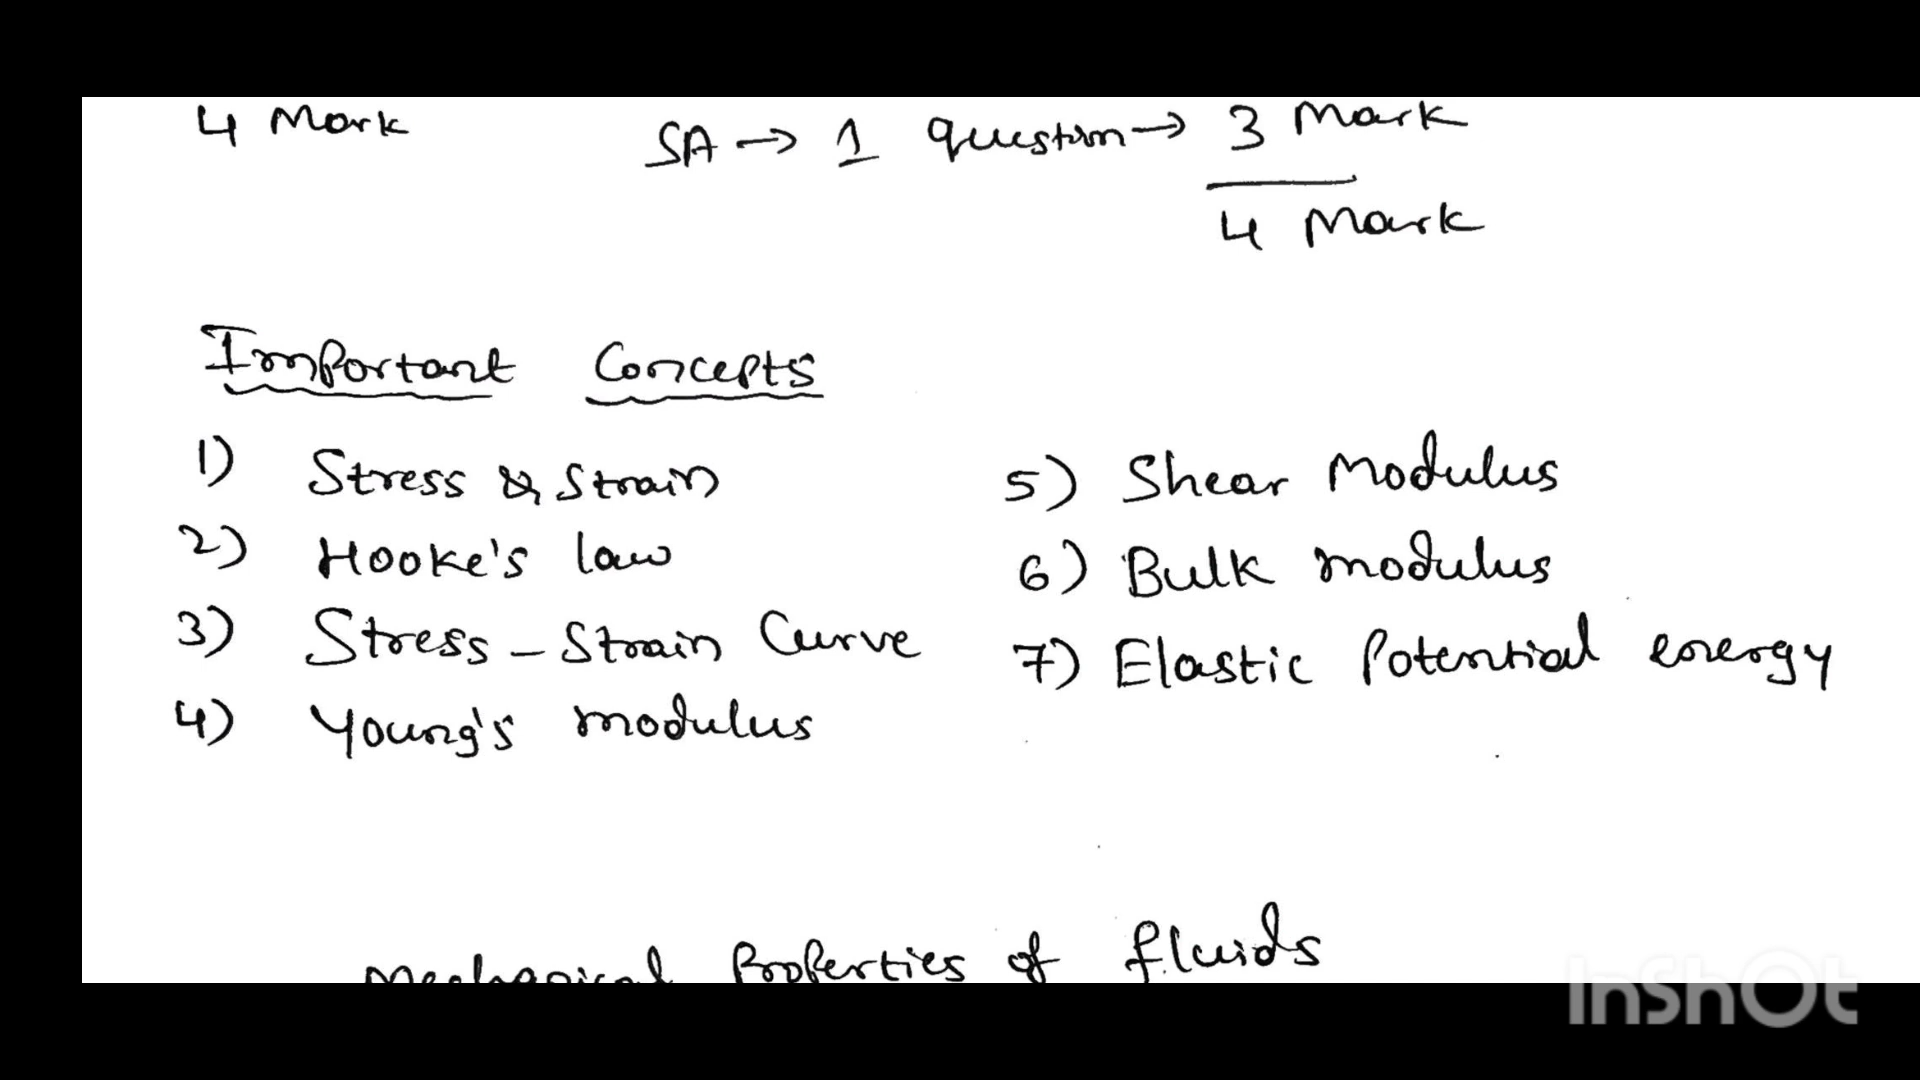 4 Mark
SA → 1 question → 3 Mark
4 Mark
Important Concepts
1) Stress & Strain
2) Hooke's law
3) Stress - Strain Curve
4) Young's modulus
5) Shear Modulus
6) Bulk modulus
7) Elastic Potential energy
Mechanical Properties of fluids
InShOt